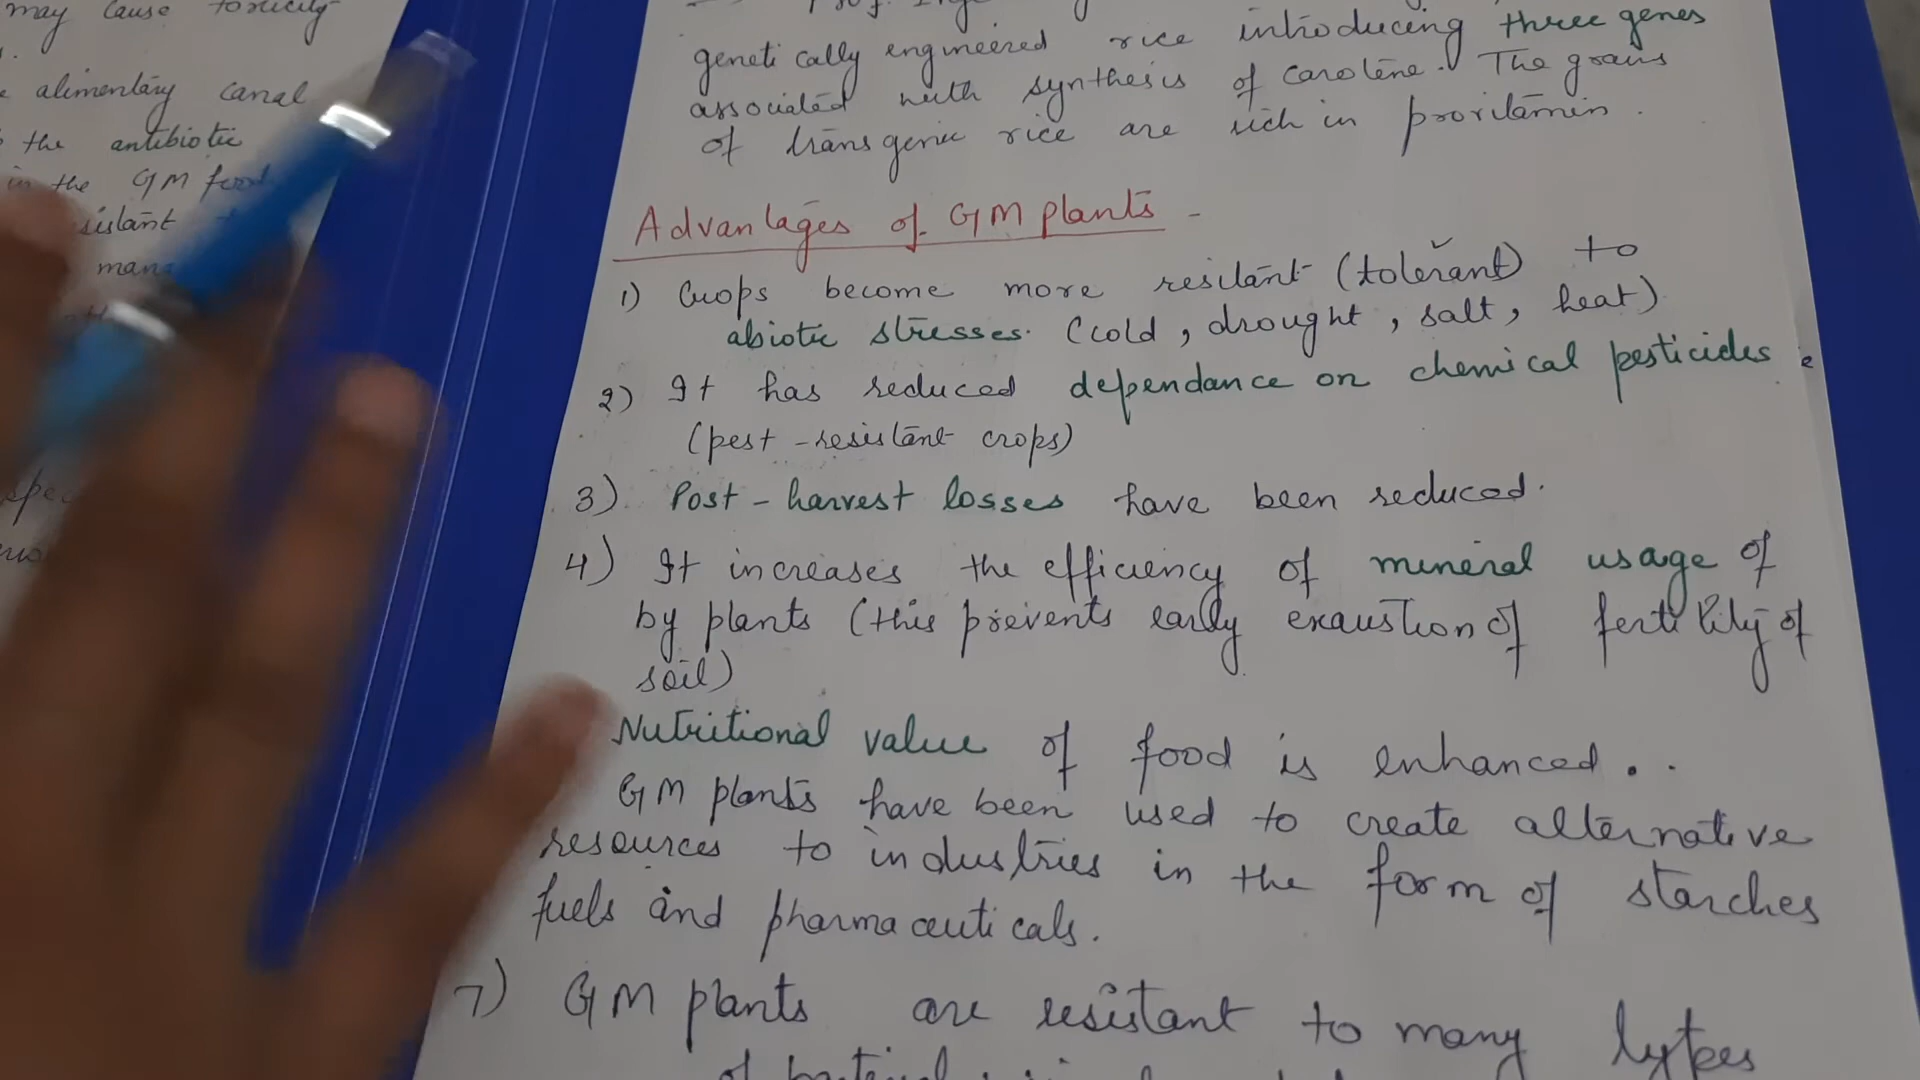 may cause toxicity
alimentary canal
the antibiotic
in the GM food
mana
genetically engineered rice introducing three genes
associated with synthesis of carotene. The grains
of transgenic rice are rich in provitamin.
Advantages of GM plants -
1) Crops become more resitant (tolerant) to
abiotic stresses. (cold, drought, salt, heat)
2) It has reduced dependance on chemical pesticides.
(pest-resistant crops)
3) Post-harvest losses have been reduced.
4) It increases the efficiency of mineral usage of
by plants (this prevents early exaustion of fertility of
soil)
Nutritional value of food is enhanced..
GM plants have been used to create alternative
resources to industries in the form of starches
fuels and pharmaceuticals.
7) GM plants are resistant to many types